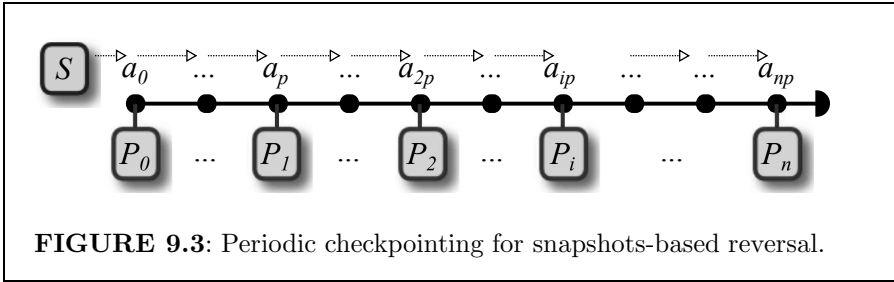 S a0 ... ap ... a2p ... aip ... ... anp
P0 ... P1 ... P2 ... Pi ... Pn
FIGURE 9.3: Periodic checkpointing for snapshots-based reversal.